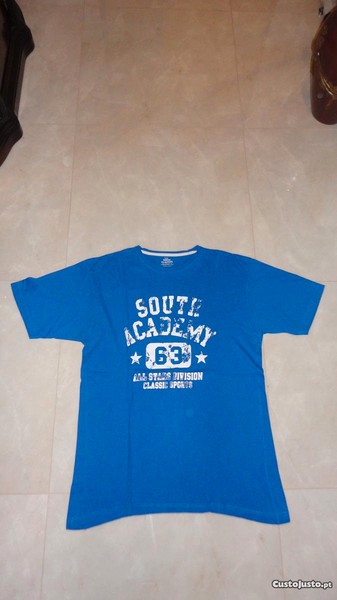 SOUTH
ACADEMY
63
ALL STARS DIVISION
CLASSIC SPORTS
CustoJusto.pt